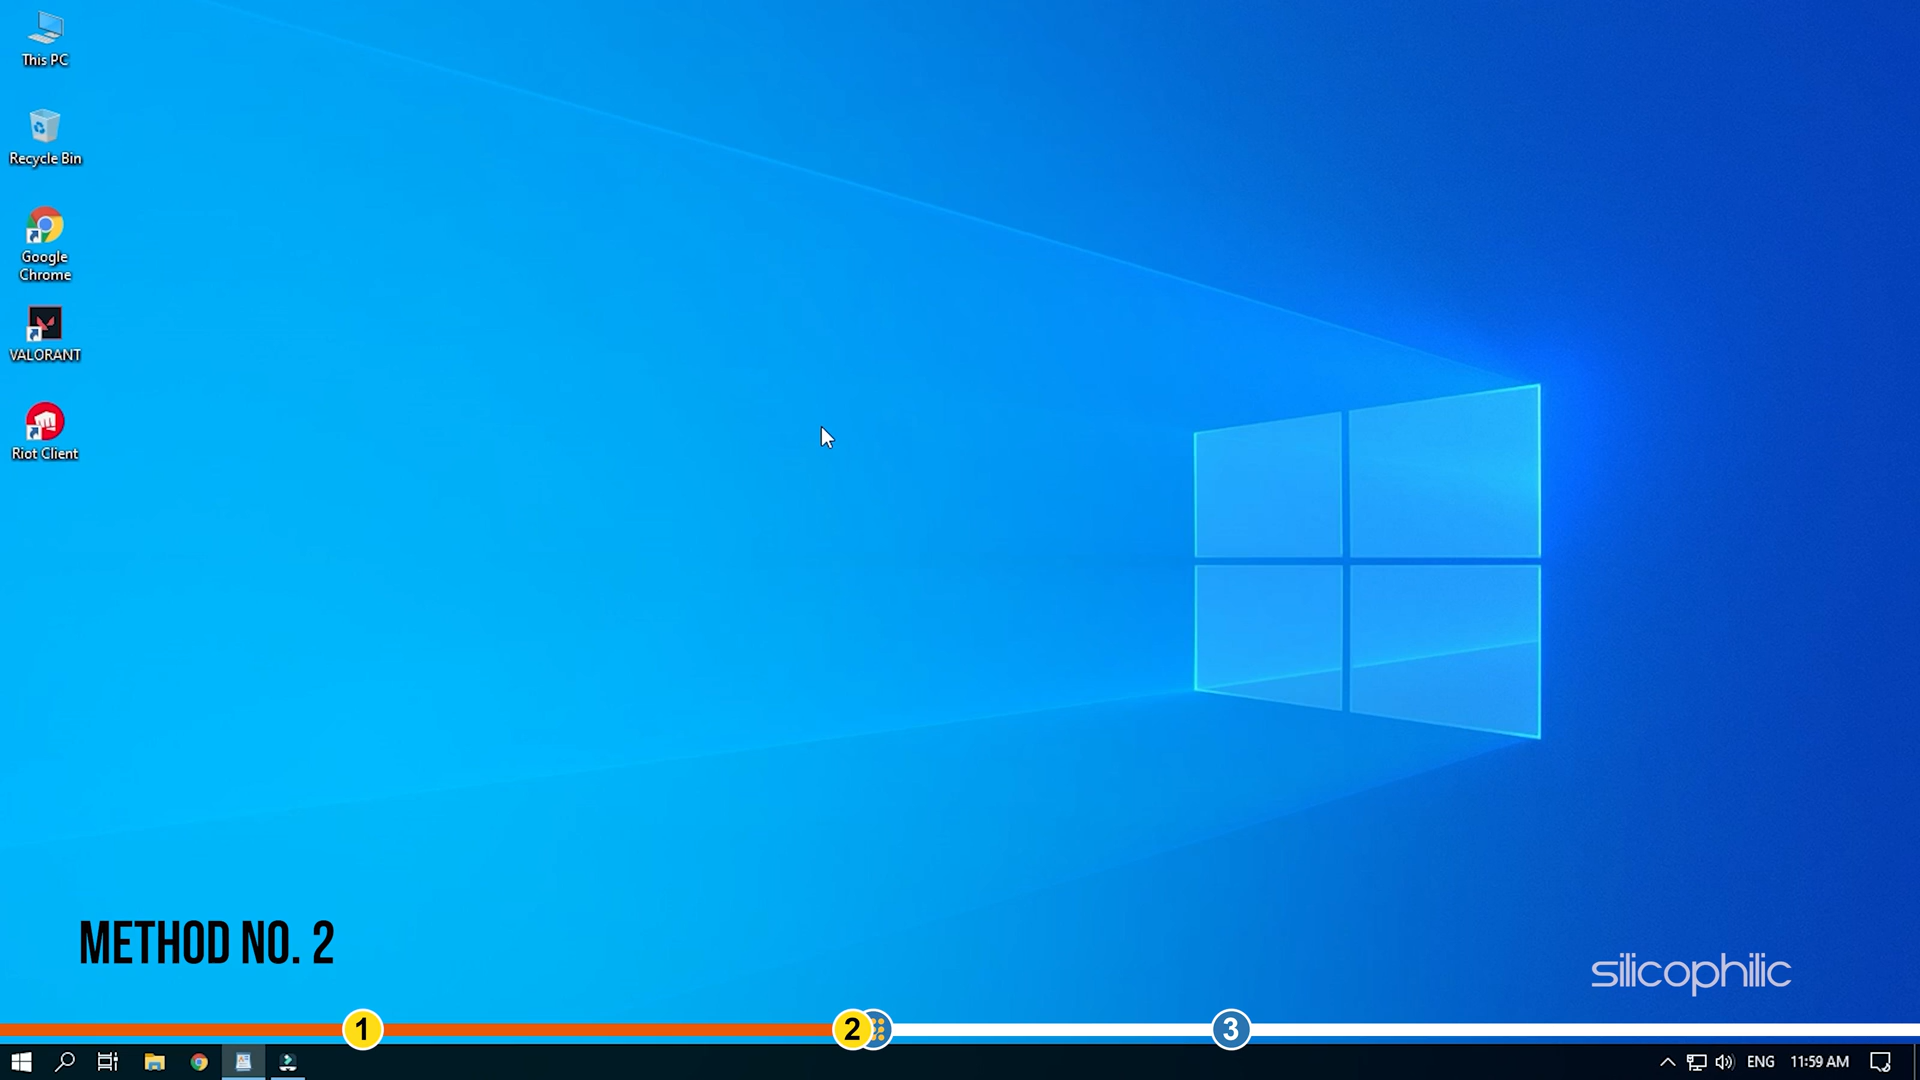 This PC
Recycle Bin
Google
Chrome
VALORANT
Riot Client
METHOD NO. 2
silicophilic
1
2
3
ENG
11:59 AM